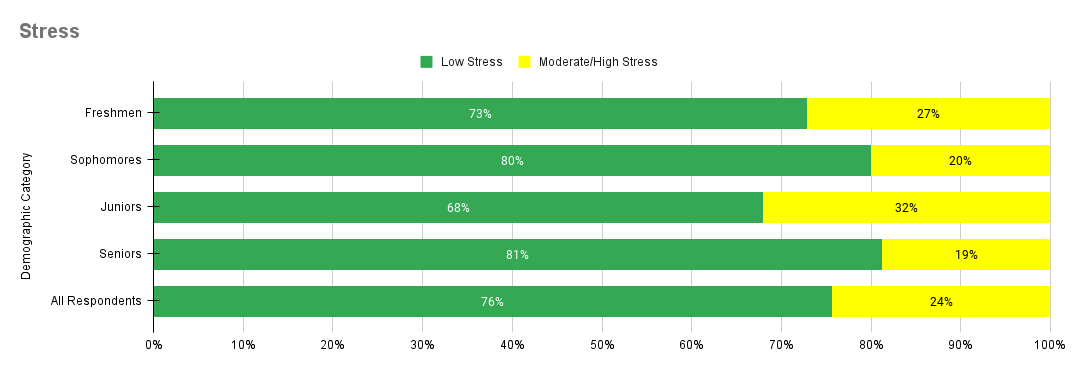 Stress
Low Stress Moderate/High Stress
Demographic Category
Freshmen 73% 27%
Sophomores 80% 20%
Juniors 68% 32%
Seniors 81% 19%
All Respondents 76% 24%
0% 10% 20% 30% 40% 50% 60% 70% 80% 90% 100%